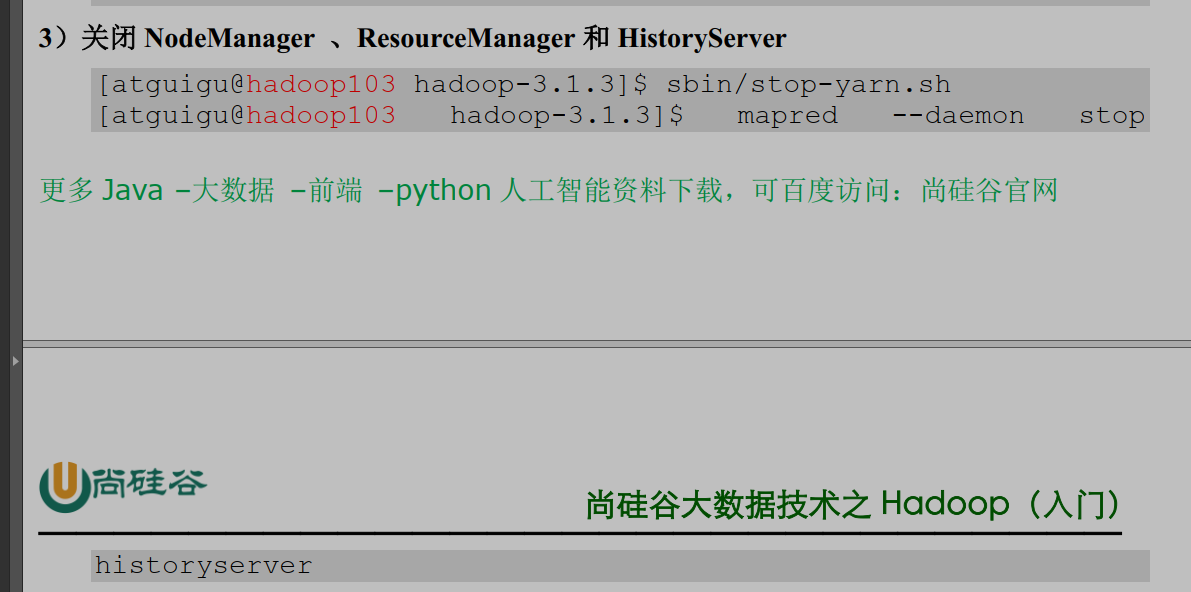 3）关闭 NodeManager 、ResourceManager 和 HistoryServer
[atguigu@hadoop103 hadoop-3.1.3]$ sbin/stop-yarn.sh
[atguigu@hadoop103 hadoop-3.1.3]$ mapred --daemon stop
更多 Java –大数据 –前端 –python 人工智能资料下载，可百度访问：尚硅谷官网
尚硅谷
尚硅谷大数据技术之 Hadoop（入门）
historyserver